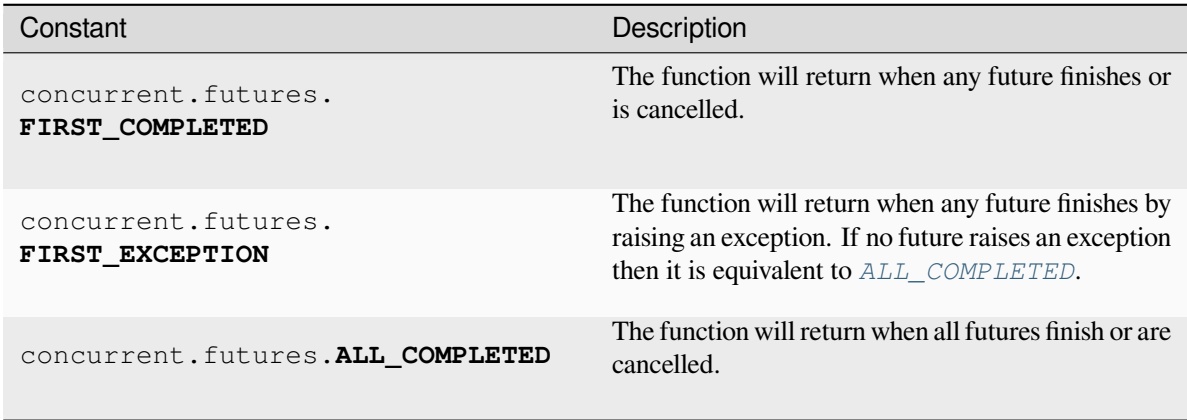 Constant Description
concurrent.futures.
FIRST_COMPLETED
The function will return when any future finishes or
is cancelled.
concurrent.futures.
FIRST_EXCEPTION
The function will return when any future finishes by
raising an exception. If no future raises an exception
then it is equivalent to ALL_COMPLETED.
concurrent.futures.ALL_COMPLETED
The function will return when all futures finish or are
cancelled.